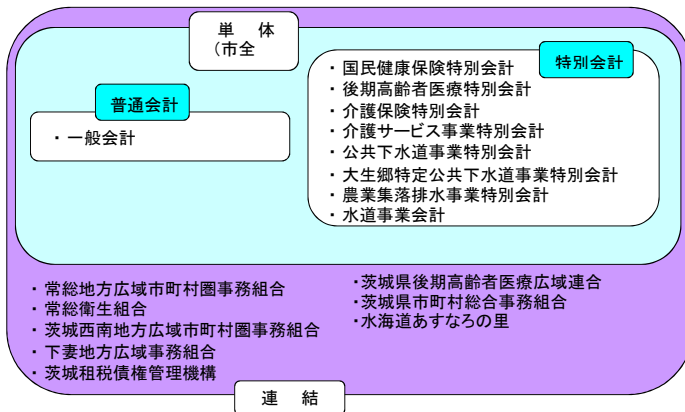 単 体
(市全
普通会計
・ 一般会計
特別会計
・ 国民健康保険特別会計
・ 後期高齢者医療特別会計
・ 介護保険特別会計
・ 介護サービス事業特別会計
・ 公共下水道事業特別会計
・ 大生郷特定公共下水道事業特別会計
・ 農業集落排水事業特別会計
・ 水道事業会計
・ 常総地方広域市町村圏事務組合
・ 常総衛生組合
・ 茨城西南地方広域市町村圏事務組合
・ 下妻地方広域事務組合
・ 茨城租税債権管理機構
・茨城県後期高齢者医療広域連合
・茨城県市町村総合事務組合
・水海道あすなろの里
連 結